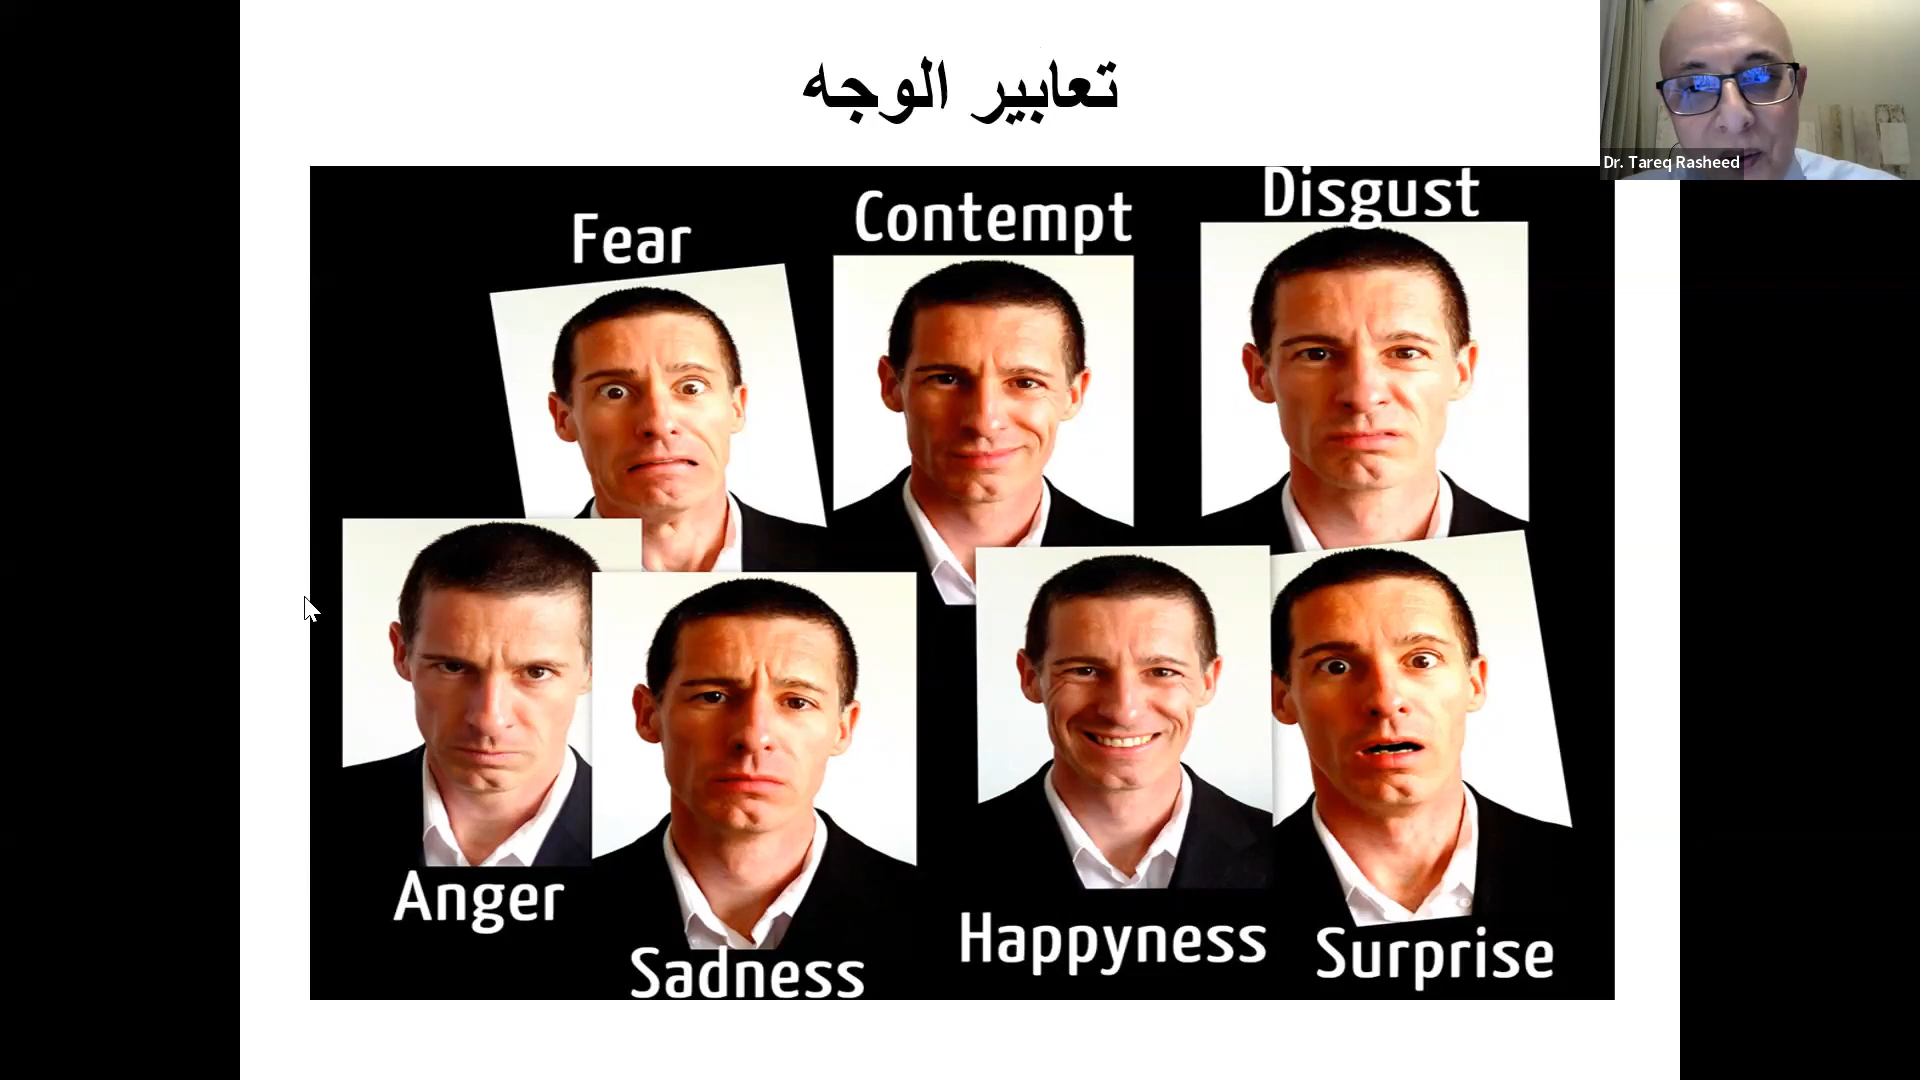 تعابير الوجه
Dr. Tareq Rasheed
Disgust
Contempt
Fear
Anger
Sadness
Happyness
Surprise